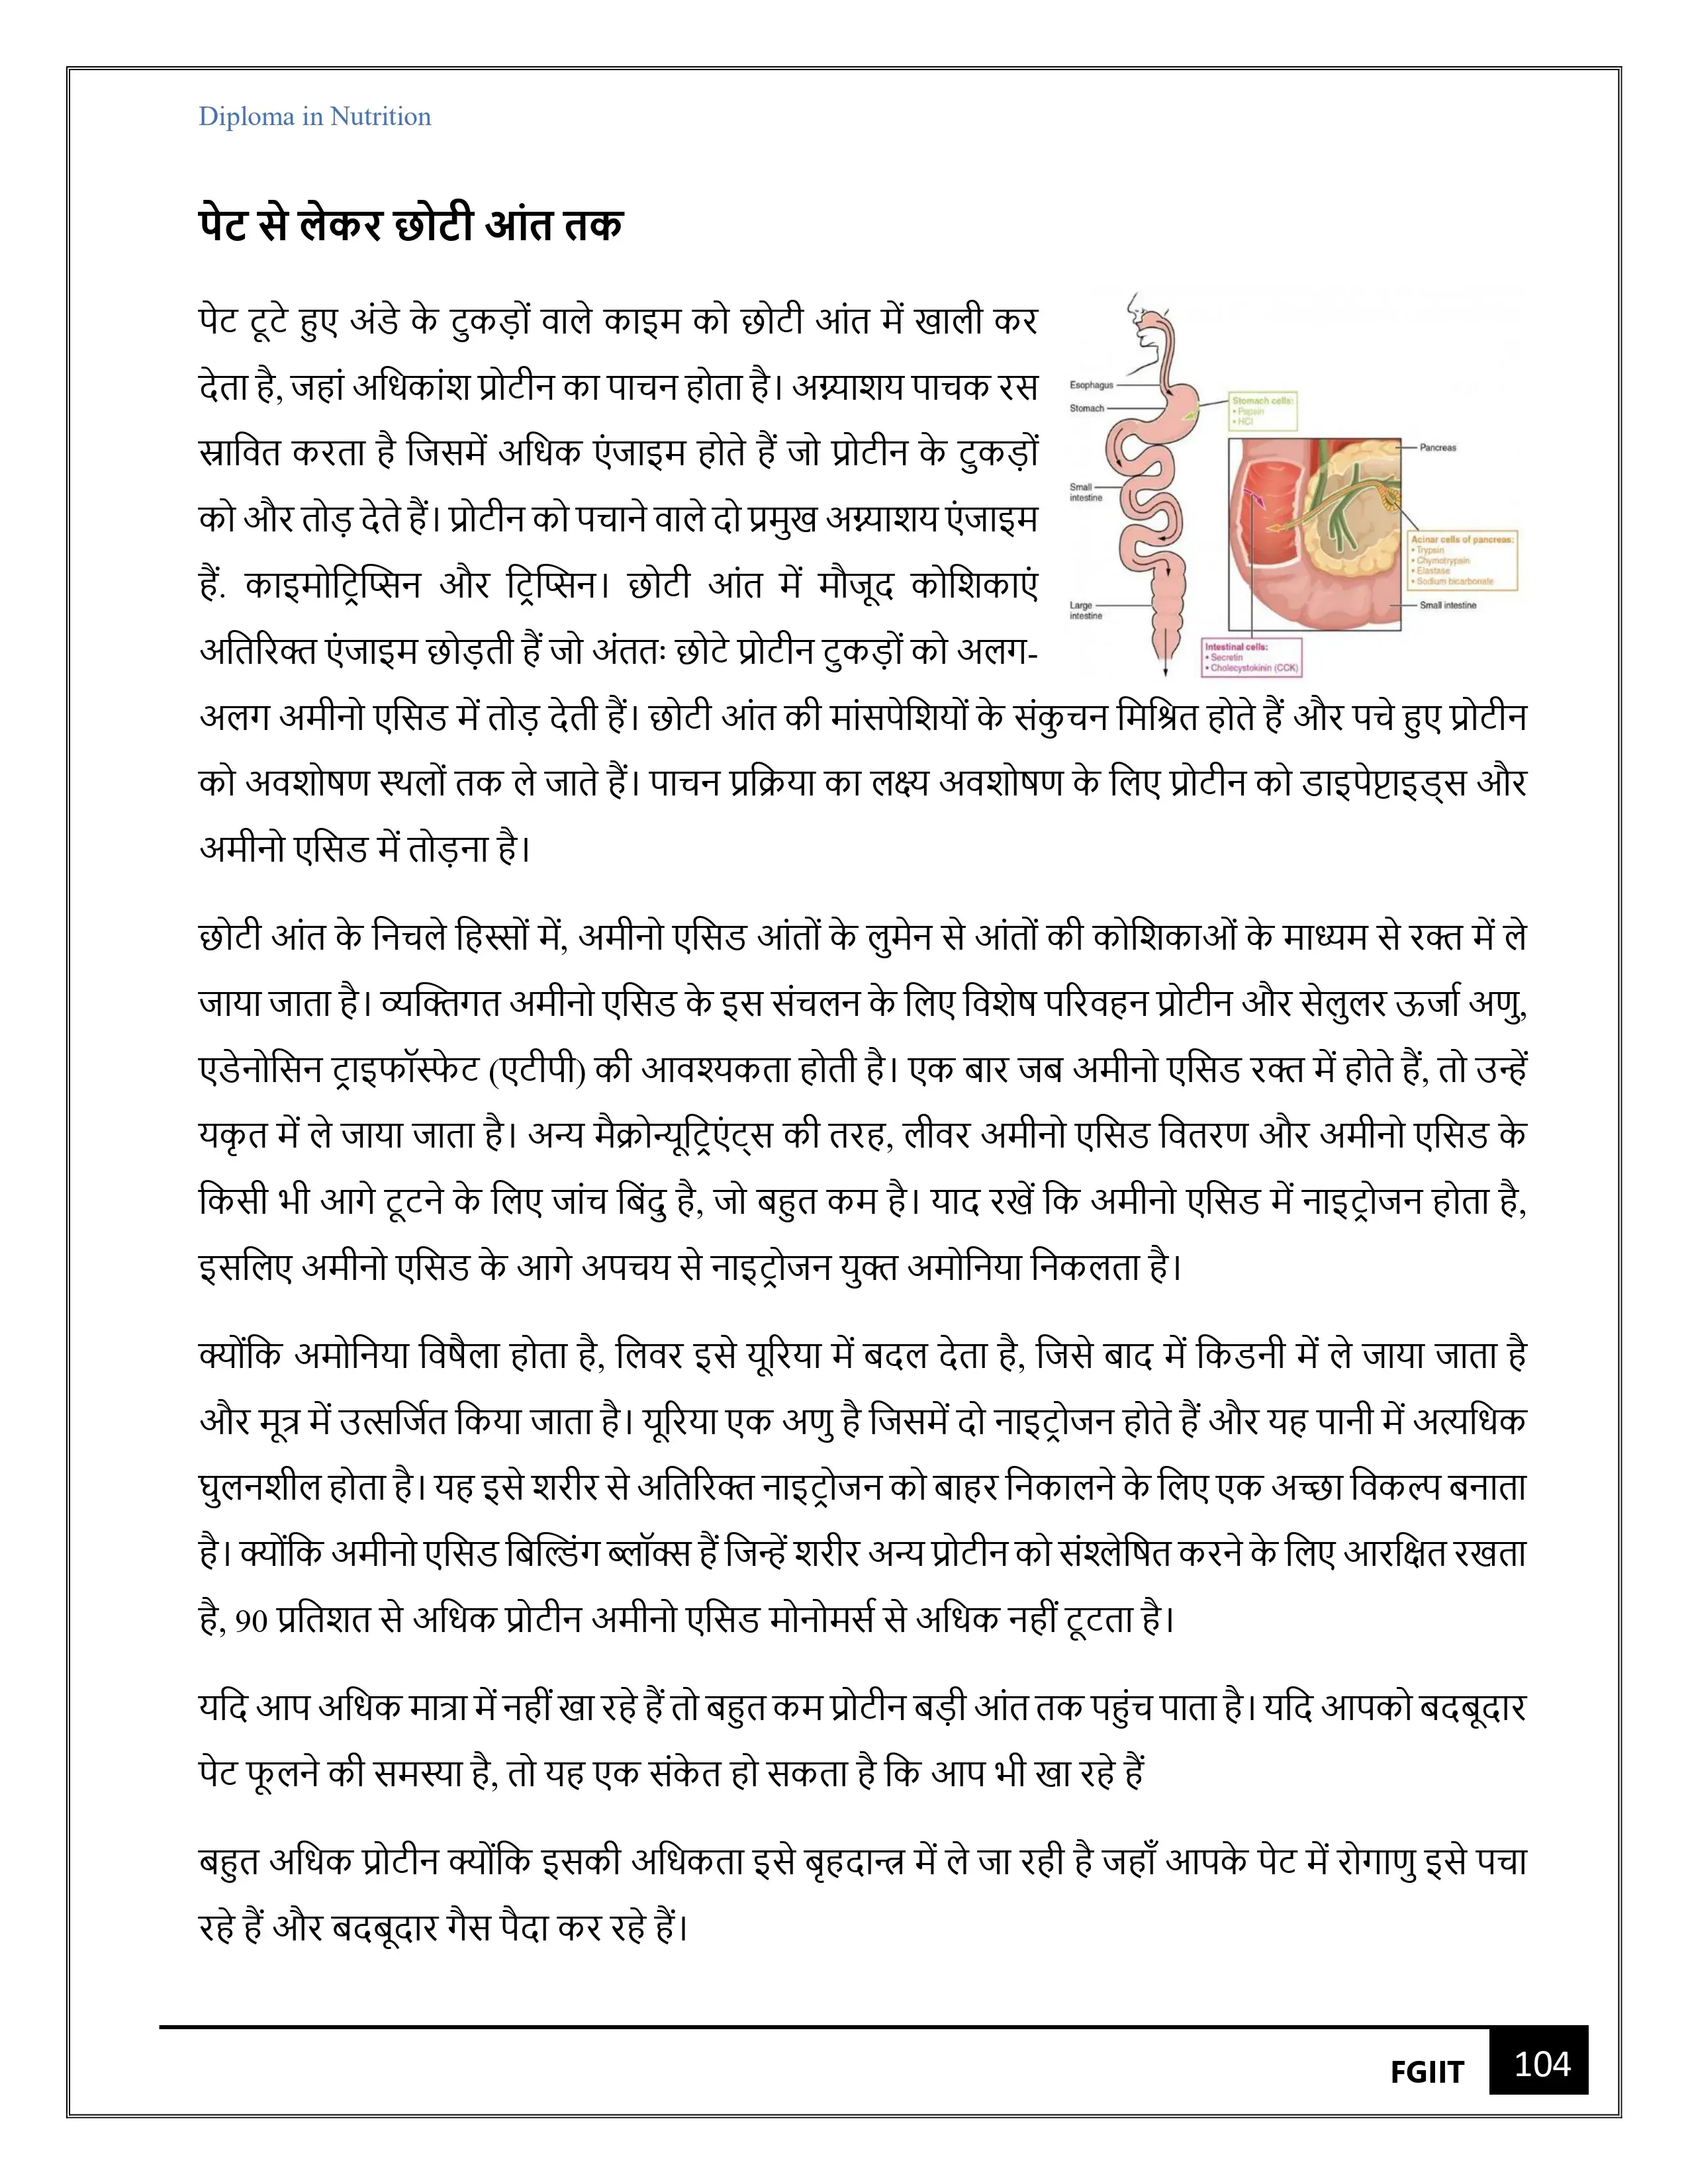 Diploma in Nutrition
पेट से लेकर छोटी आंत तक
पेट टूटे हुए अंडे के टुकड़ों वाले काइम को छोटी आंत में खाली कर
देता है, जहां अधिकांश प्रोटीन का पाचन होता है। अग्न्याशय पाचक रस
स्रावित करता है जिसमें अधिक एंजाइम होते हैं जो प्रोटीन के टुकड़ों
को और तोड़ देते हैं। प्रोटीन को पचाने वाले दो प्रमुख अग्न्याशय एंजाइम
हैं. काइमोट्रिप्सिन और ट्रिप्सिन। छोटी आंत में मौजूद कोशिकाएं
अतिरिक्त एंजाइम छोड़ती हैं जो अंततः छोटे प्रोटीन टुकड़ों को अलग-
Esophagus
Stomach
Small
intestine
Large
intestine
Stomach cells:
• Pepsin
• HCl
Pancreas
Acinar cells of pancreas:
• Trypsin
• Chymotrypsin
• Elastase
• Sodium bicarbonate
Small intestine
Intestinal cells:
• Secretin
• Cholecystokinin (CCK)
अलग अमीनो एसिड में तोड़ देती हैं। छोटी आंत की मांसपेशियों के संकुचन मिश्रित होते हैं और पचे हुए प्रोटीन
को अवशोषण स्थलों तक ले जाते हैं। पाचन प्रक्रिया का लक्ष्य अवशोषण के लिए प्रोटीन को डाइपेप्टाइड्स और
अमीनो एसिड में तोड़ना है।
छोटी आंत के निचले हिस्सों में, अमीनो एसिड आंतों के लुमेन से आंतों की कोशिकाओं के माध्यम से रक्त में ले
जाया जाता है। व्यक्तिगत अमीनो एसिड के इस संचलन के लिए विशेष परिवहन प्रोटीन और सेलुलर ऊर्जा अणु,
एडेनोसिन ट्राइफॉस्फेट (एटीपी) की आवश्यकता होती है। एक बार जब अमीनो एसिड रक्त में होते हैं, तो उन्हें
यकृत में ले जाया जाता है। अन्य मैक्रोन्यूट्रिएंट्स की तरह, लीवर अमीनो एसिड वितरण और अमीनो एसिड के
किसी भी आगे टूटने के लिए जांच बिंदु है, जो बहुत कम है। याद रखें कि अमीनो एसिड में नाइट्रोजन होता है,
इसलिए अमीनो एसिड के आगे अपचय से नाइट्रोजन युक्त अमोनिया निकलता है।
क्योंकि अमोनिया विषैला होता है, लिवर इसे यूरिया में बदल देता है, जिसे बाद में किडनी में ले जाया जाता है
और मूत्र में उत्सर्जित किया जाता है। यूरिया एक अणु है जिसमें दो नाइट्रोजन होते हैं और यह पानी में अत्यधिक
घुलनशील होता है। यह इसे शरीर से अतिरिक्त नाइट्रोजन को बाहर निकालने के लिए एक अच्छा विकल्प बनाता
है। क्योंकि अमीनो एसिड बिल्डिंग ब्लॉक्स हैं जिन्हें शरीर अन्य प्रोटीन को संश्लेषित करने के लिए आरक्षित रखता
है, 90 प्रतिशत से अधिक प्रोटीन अमीनो एसिड मोनोमर्स से अधिक नहीं टूटता है।
यदि आप अधिक मात्रा में नहीं खा रहे हैं तो बहुत कम प्रोटीन बड़ी आंत तक पहुंच पाता है। यदि आपको बदबूदार
पेट फूलने की समस्या है, तो यह एक संकेत हो सकता है कि आप भी खा रहे हैं
बहुत अधिक प्रोटीन क्योंकि इसकी अधिकता इसे बृहदान्त्र में ले जा रही है जहाँ आपके पेट में रोगाणु इसे पचा
रहे हैं और बदबूदार गैस पैदा कर रहे हैं।
FGIIT 104